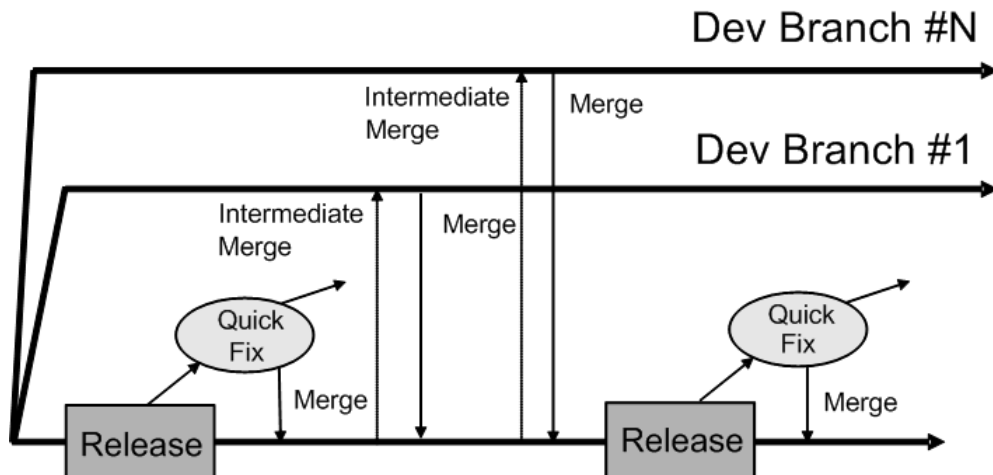 Dev Branch #N
Intermediate
Merge
Merge
Dev Branch #1
Intermediate
Merge
Merge
Quick
Fix
Merge
Release
Quick
Fix
Merge
Release